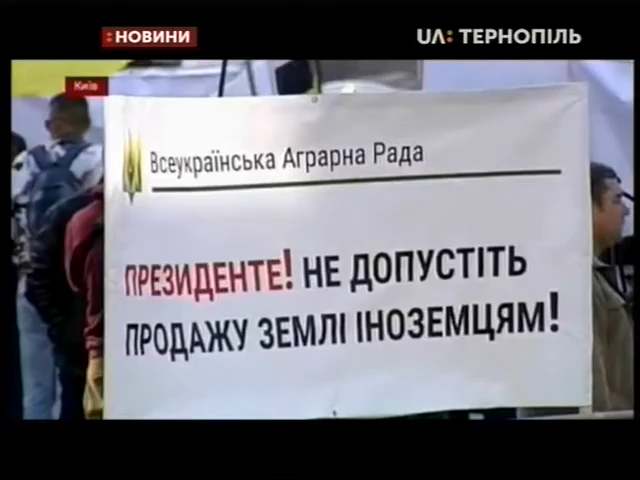 :НОВИНИ
UA: ТЕРНОПІЛЬ
Київ
Всеукраїнська Аграрна Рада
ПРЕЗИДЕНТЕ! НЕ ДОПУСТІТЬ
ПРОДАЖУ ЗЕМЛІ ІНОЗЕМЦЯМ!